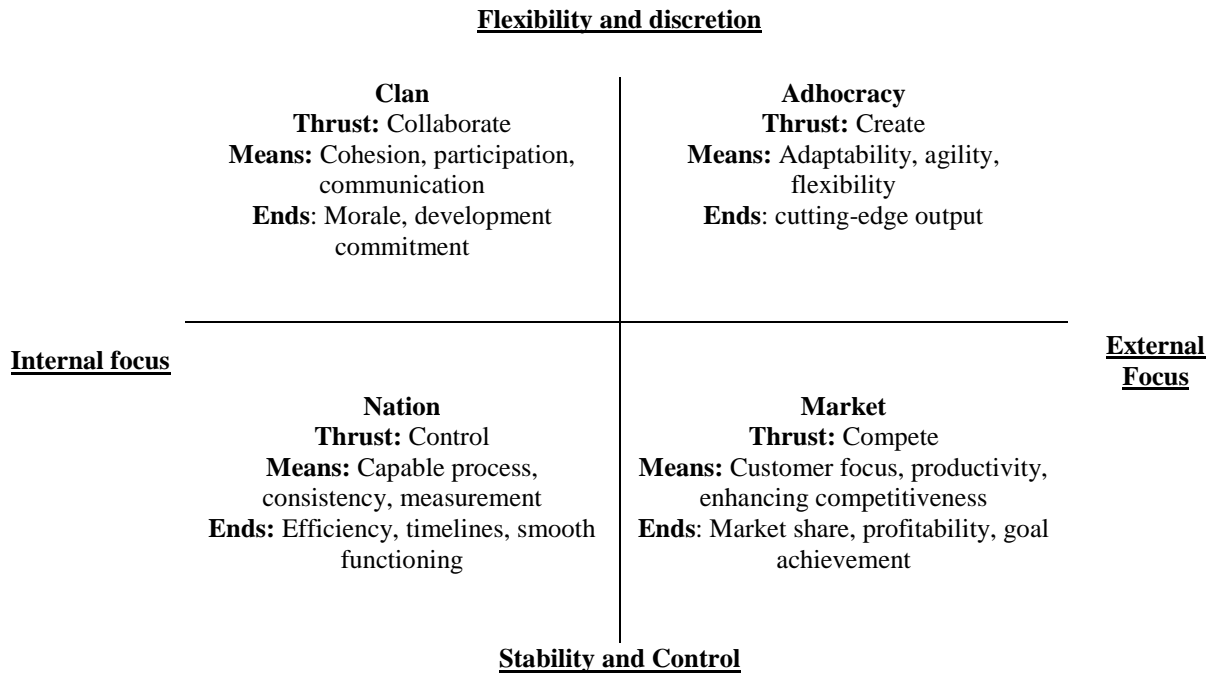 Flexibility and discretion
Clan
Thrust: Collaborate
Means: Cohesion, participation,
communication
Ends: Morale, development
commitment
Adhocracy
Thrust: Create
Means: Adaptability, agility,
flexibility
Ends: cutting-edge output
Internal focus
External
Focus
Nation
Thrust: Control
Means: Capable process,
consistency, measurement
Ends: Efficiency, timelines, smooth
functioning
Market
Thrust: Compete
Means: Customer focus, productivity,
enhancing competitiveness
Ends: Market share, profitability, goal
achievement
Stability and Control